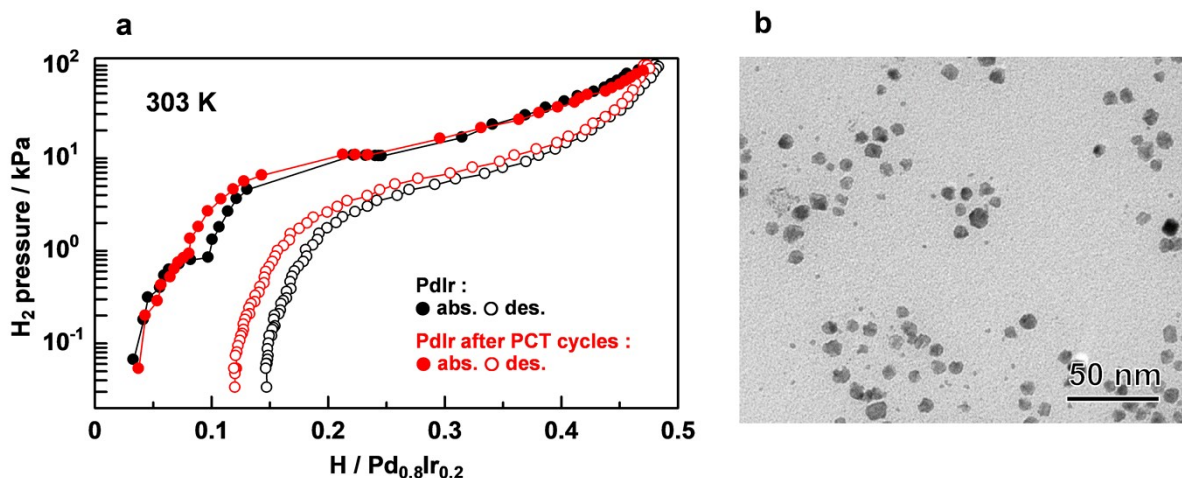 a
b
10²
10¹
10⁰
10⁻¹
H₂ pressure / kPa
303 K
PdIr :
abs. des.
PdIr after PCT cycles :
abs. des.
0 0.1 0.2 0.3 0.4 0.5
H / Pd₀.₈Ir₀.₂
50 nm